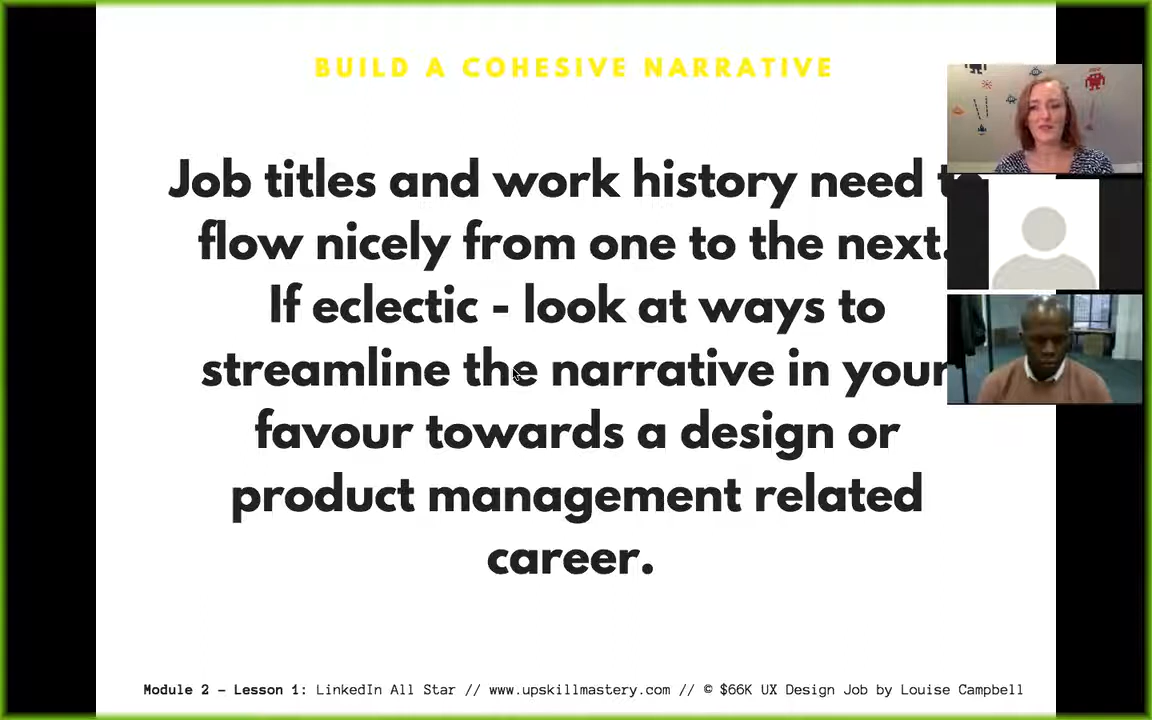 BUILD A COHESIVE NARRATIVE
Job titles and work history need
flow nicely from one to the next.
If eclectic - look at ways to
streamline the narrative in your
favour towards a design or
product management related
career.
Module 2 - Lesson 1: LinkedIn All Star // www.upskillmastery.com // © $66K UX Design Job by Louise Campbell